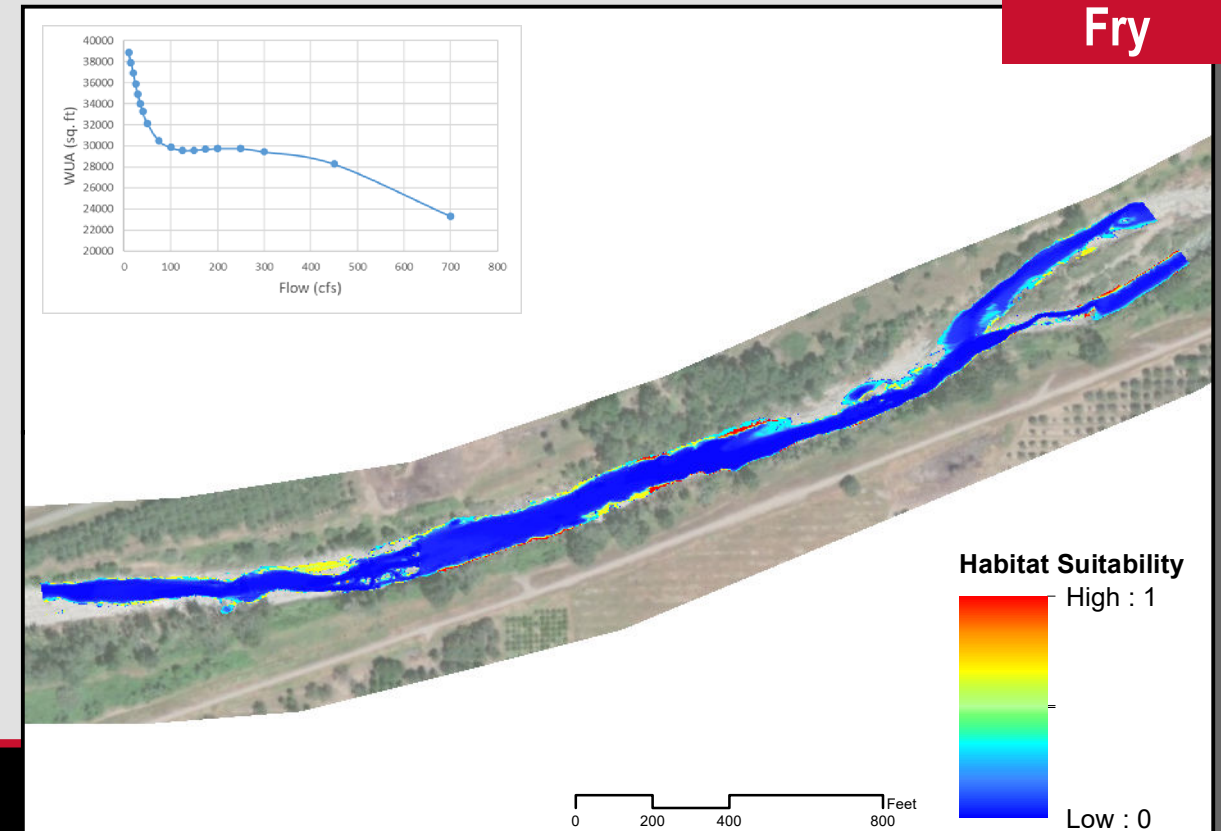 Fry
40000
38000
36000
34000
32000
30000
28000
26000
24000
22000
20000
WUA (sq. ft)
0 100 200 300 400 500 600 700 800
Flow (cfs)
Habitat Suitability
High : 1
Low : 0
Feet
0 200 400 800